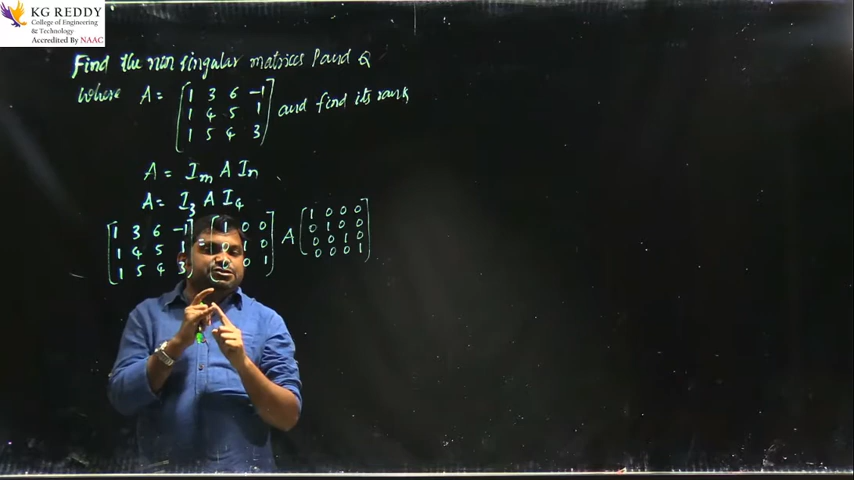 KG REDDY
College of Engineering
& Technology
Accredited By NAAC
Find the non singular matrices P and Q
where A = [ 1 3 6 -1
1 4 5 1
1 5 4 3 ] and find its rank
A = Im A In
A = I3 A I4
[ 1 3 6 -1 ] = [ 1 0 0 ] A [ 1 0 0 0
1 4 5 1 0 1 0 0 1 0 0
1 5 4 3 0 0 1 0 0 1 0
0 0 0 1 ]